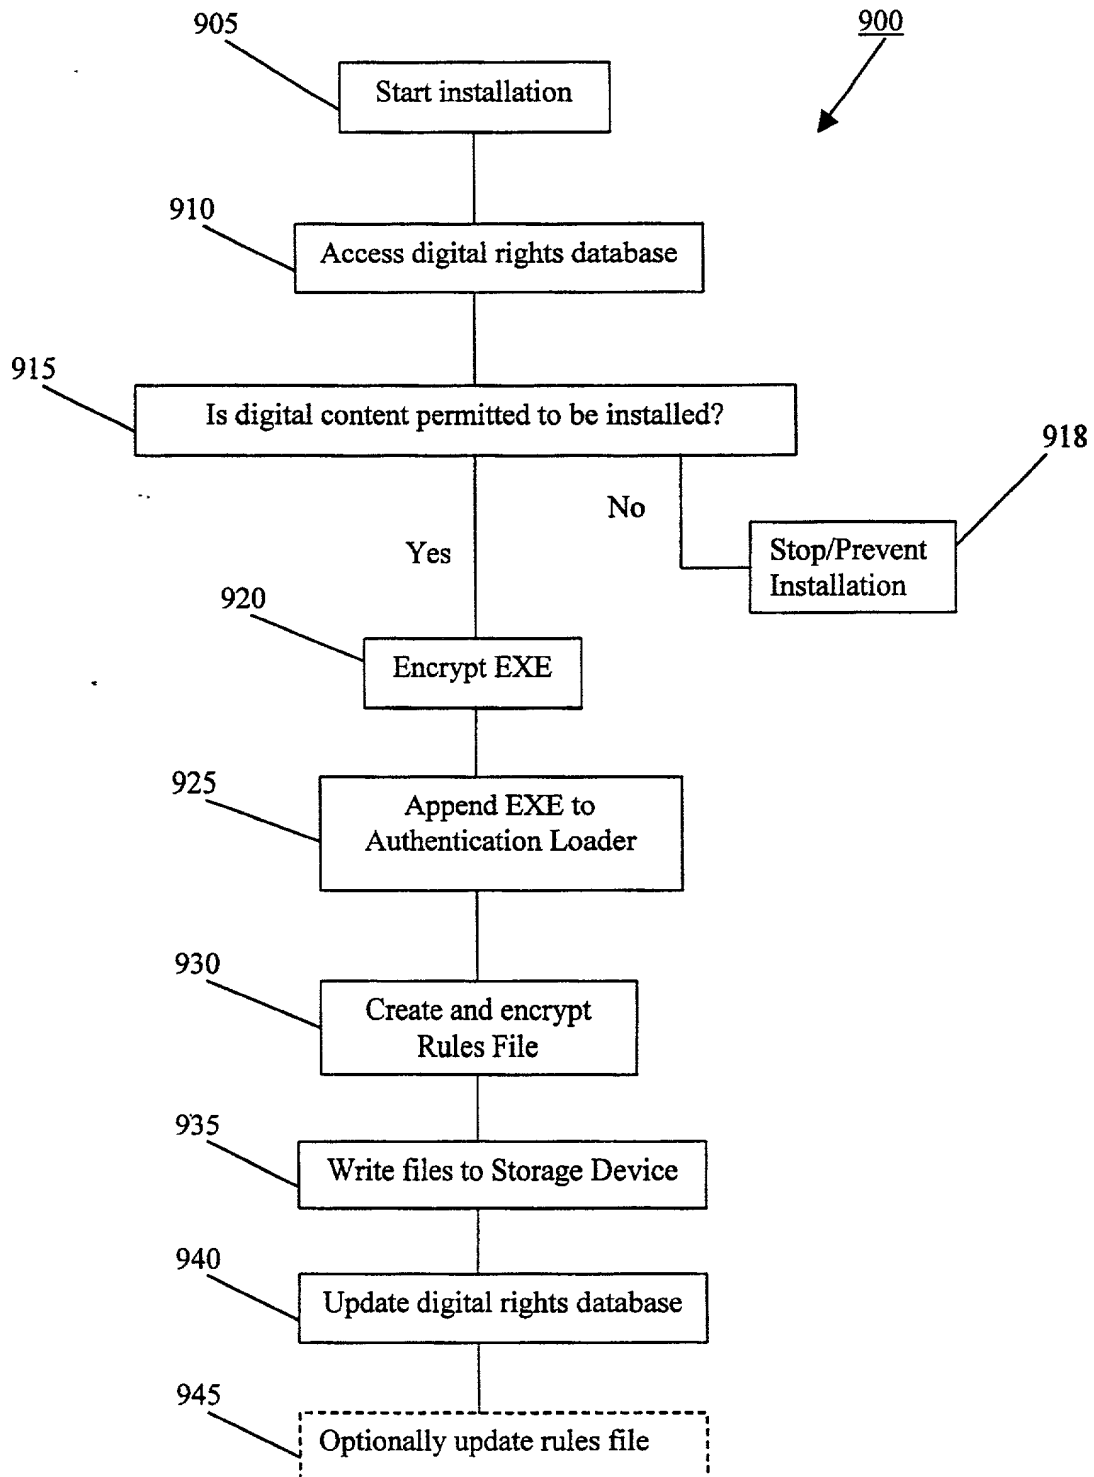 905
900
Start installation
910
Access digital rights database
915
Is digital content permitted to be installed?
918
No
Stop/Prevent
Installation
Yes
920
Encrypt EXE
925
Append EXE to
Authentication Loader
930
Create and encrypt
Rules File
935
Write files to Storage Device
940
Update digital rights database
945
Optionally update rules file